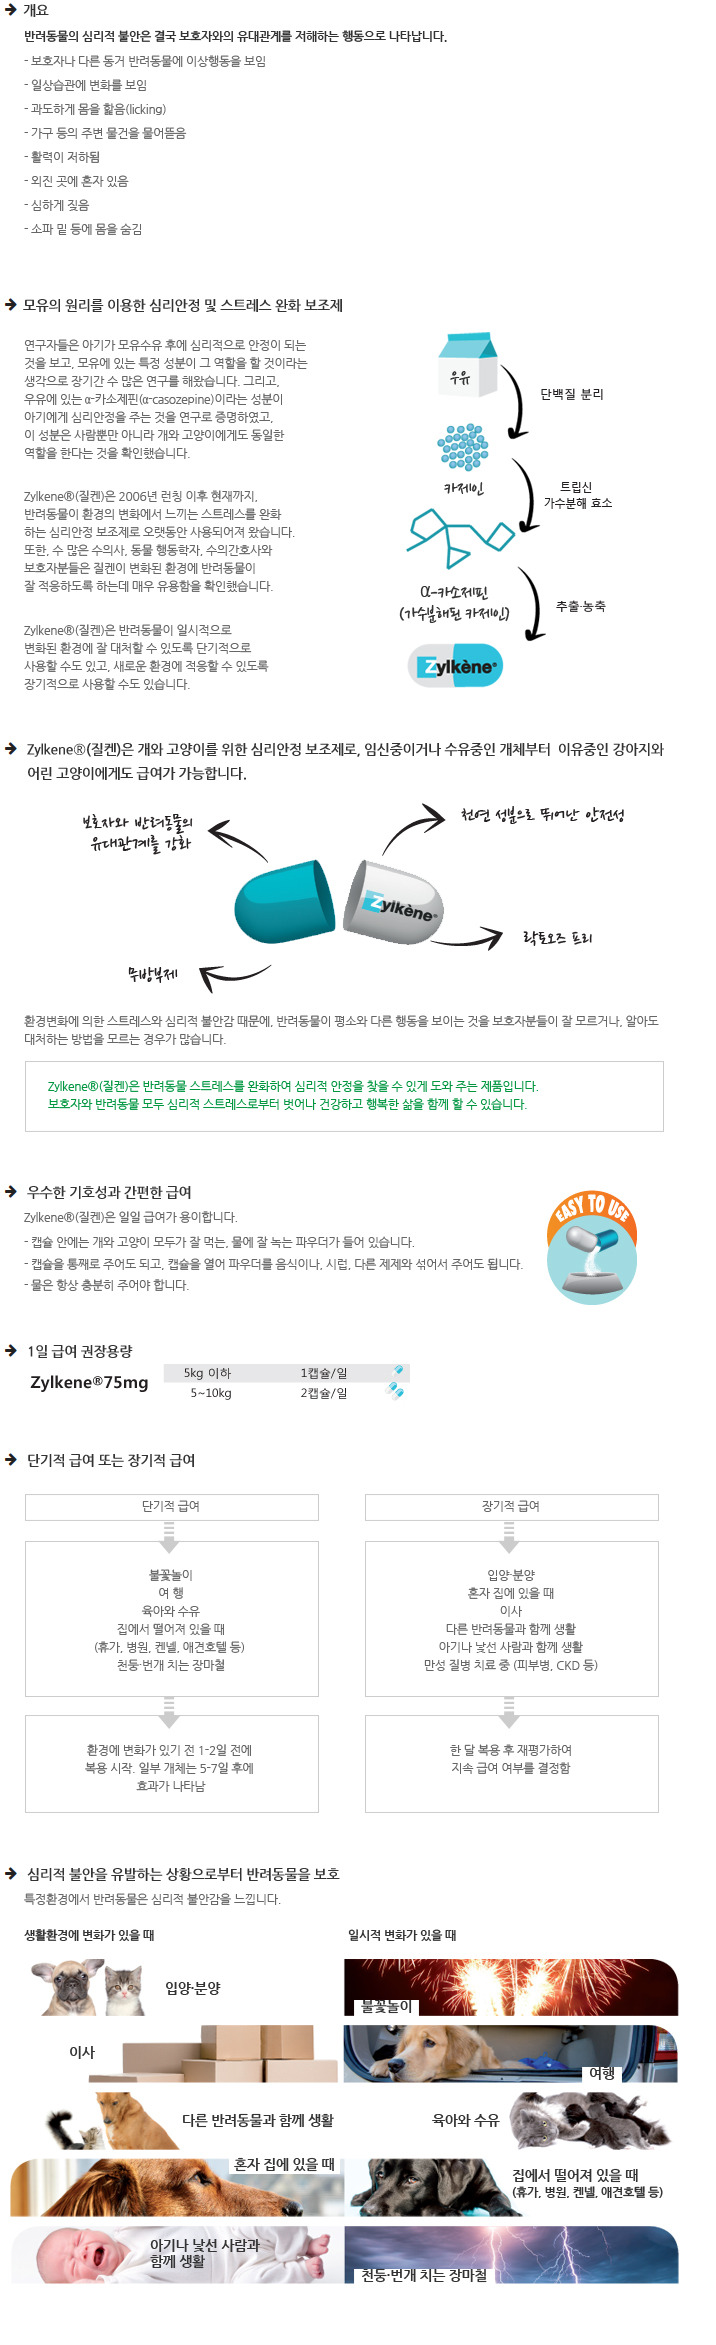 개요
반려동물의 심리적 불안은 결국 보호자와의 유대관계를 저해하는 행동으로 나타납니다.
- 보호자나 다른 동거 반려동물에 이상행동을 보임
- 일상습관에 변화를 보임
- 과도하게 몸을 핥음(licking)
- 가구 등의 주변 물건을 물어뜯음
- 활력이 저하됨
- 외진 곳에 혼자 있음
- 심하게 짖음
- 소파 밑 등에 몸을 숨김
모유의 원리를 이용한 심리안정 및 스트레스 완화 보조제
연구자들은 아기가 모유수유 후에 심리적으로 안정이 되는
것을 보고, 모유에 있는 특정 성분이 그 역할을 할 것이라는
생각으로 장기간 수 많은 연구를 해왔습니다. 그리고,
우유에 있는 α-카소제핀(α-casozepine)이라는 성분이
아기에게 심리안정을 주는 것을 연구로 증명하였고,
이 성분은 사람뿐만 아니라 개와 고양이에게도 동일한
역할을 한다는 것을 확인했습니다.
Zylkene®(질켄)은 2006년 런칭 이후 현재까지,
반려동물이 환경의 변화에서 느끼는 스트레스를 완화
하는 심리안정 보조제로 오랫동안 사용되어져 왔습니다.
또한, 수 많은 수의사, 동물 행동학자, 수의간호사와
보호자분들은 질켄이 변화된 환경에 반려동물이
잘 적응하도록 하는데 매우 유용함을 확인했습니다.
Zylkene®(질켄)은 반려동물이 일시적으로
변화된 환경에 잘 대처할 수 있도록 단기적으로
사용할 수도 있고, 새로운 환경에 적응할 수 있도록
장기적으로 사용할 수도 있습니다.
우유
단백질 분리
카제인
트립신
가수분해 효소
α-카소제핀
(가수분해된 카제인)
추출·농축
Zylkène®
Zylkene®(질켄)은 개와 고양이를 위한 심리안정 보조제로, 임신중이거나 수유중인 개체부터 이유중인 강아지와
어린 고양이에게도 급여가 가능합니다.
보호자와 반려동물의
유대관계를 강화
천연 성분으로 뛰어난 안전성
Zylkène®
락토오즈 프리
무방부제
환경변화에 의한 스트레스와 심리적 불안감 때문에, 반려동물이 평소와 다른 행동을 보이는 것을 보호자분들이 잘 모르거나, 알아도
대처하는 방법을 모르는 경우가 많습니다.
Zylkene®(질켄)은 반려동물 스트레스를 완화하여 심리적 안정을 찾을 수 있게 도와 주는 제품입니다.
보호자와 반려동물 모두 심리적 스트레스로부터 벗어나 건강하고 행복한 삶을 함께 할 수 있습니다.
우수한 기호성과 간편한 급여
Zylkene®(질켄)은 일일 급여가 용이합니다.
- 캡슐 안에는 개와 고양이 모두가 잘 먹는, 물에 잘 녹는 파우더가 들어 있습니다.
- 캡슐을 통째로 주어도 되고, 캡슐을 열어 파우더를 음식이나, 시럽, 다른 제제와 섞어서 주어도 됩니다.
- 물은 항상 충분히 주어야 합니다.
EASY TO USE
1일 급여 권장용량
Zylkene®75mg
5kg 이하 1캡슐/일
5~10kg 2캡슐/일
단기적 급여 또는 장기적 급여
단기적 급여
불꽃놀이
여 행
육아와 수유
집에서 떨어져 있을 때
(휴가, 병원, 켄넬, 애견호텔 등)
천둥·번개 치는 장마철
환경에 변화가 있기 전 1-2일 전에
복용 시작. 일부 개체는 5-7일 후에
효과가 나타남
장기적 급여
입양·분양
혼자 집에 있을 때
이사
다른 반려동물과 함께 생활
아기나 낯선 사람과 함께 생활
만성 질병 치료 중 (피부병, CKD 등)
한 달 복용 후 재평가하여
지속 급여 여부를 결정함
심리적 불안을 유발하는 상황으로부터 반려동물을 보호
특정환경에서 반려동물은 심리적 불안감을 느낍니다.
생활환경에 변화가 있을 때
입양·분양
이사
다른 반려동물과 함께 생활
혼자 집에 있을 때
아기나 낯선 사람과
함께 생활
일시적 변화가 있을 때
불꽃놀이
여행
육아와 수유
집에서 떨어져 있을 때
(휴가, 병원, 켄넬, 애견호텔 등)
천둥·번개 치는 장마철